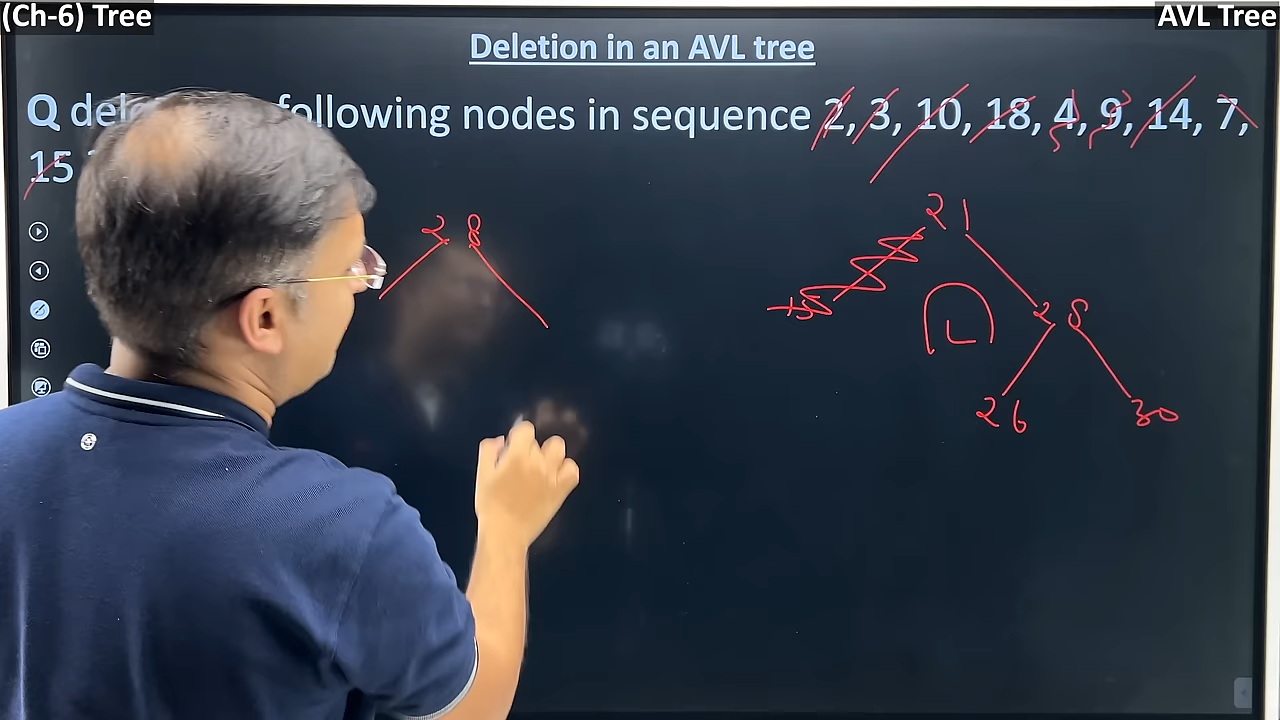 (Ch-6) Tree
AVL Tree
Deletion in an AVL tree
Q following nodes in sequence 2, 3, 10, 18, 4, 9, 14, 7,
15
28
21
15
28
L
26
30